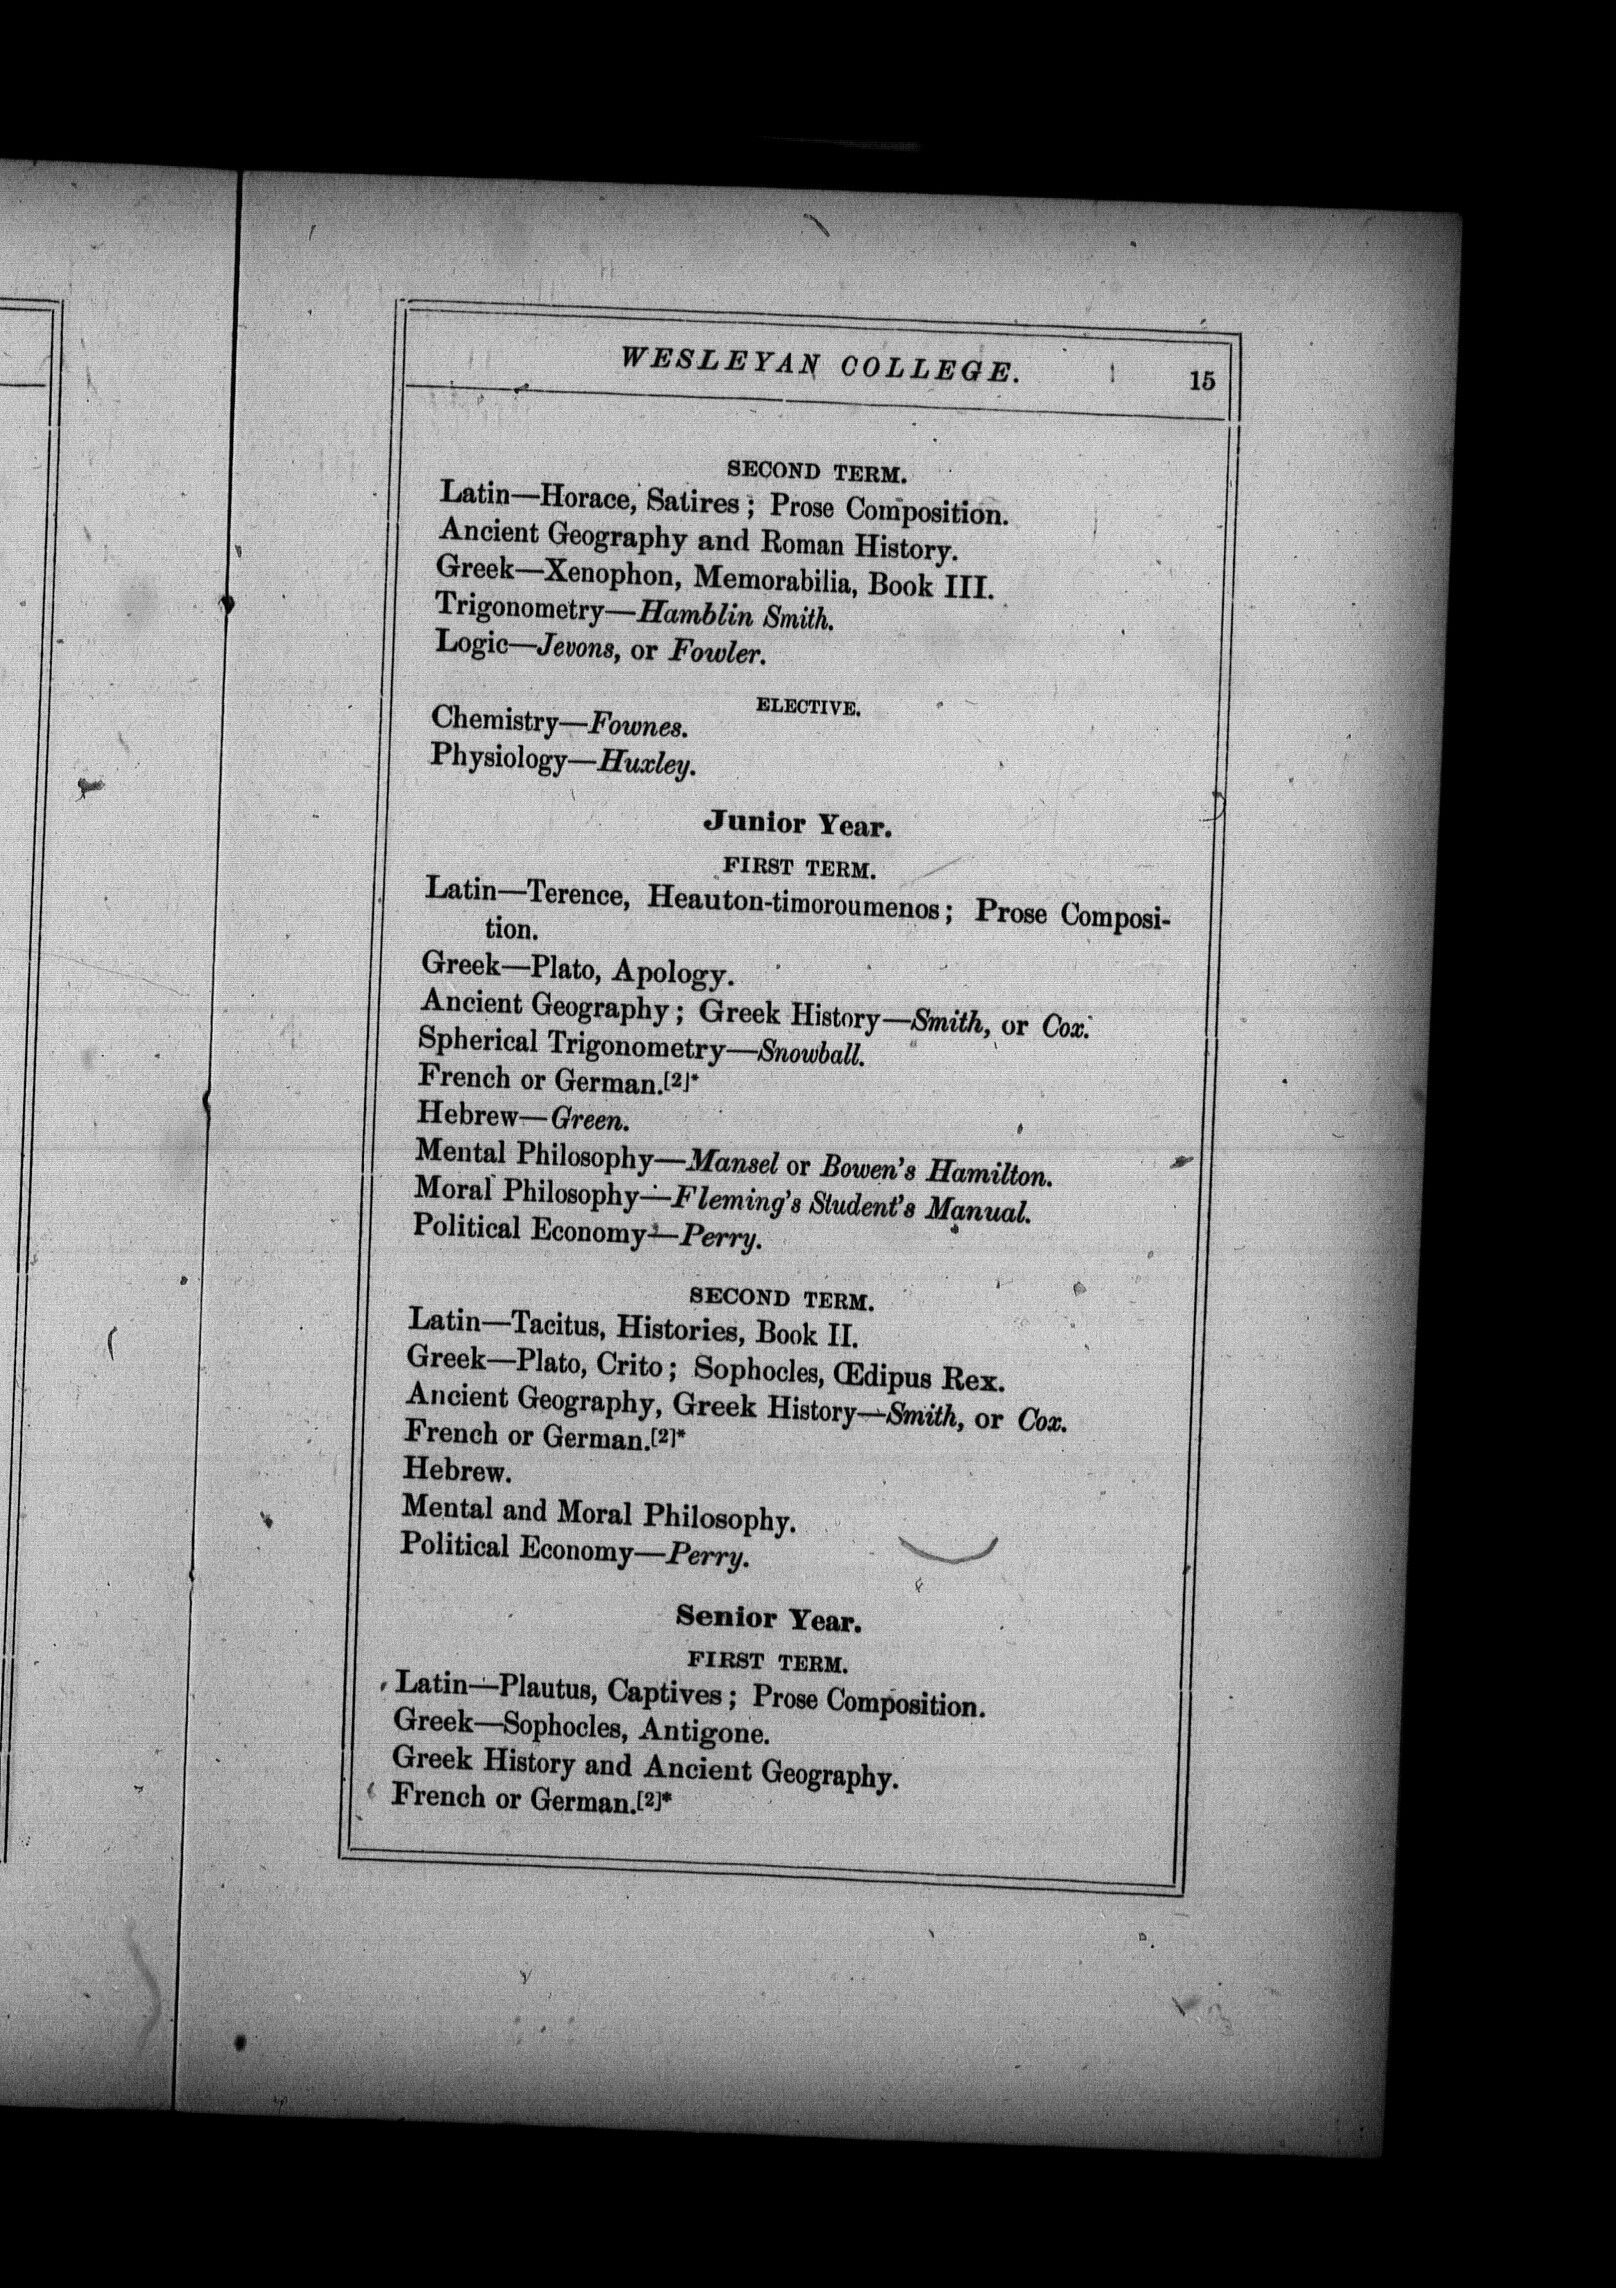 WESLEYAN COLLEGE. 15
SECOND TERM.
Latin—Horace, Satires; Prose Composition.
Ancient Geography and Roman History.
Greek—Xenophon, Memorabilia, Book III.
Trigonometry—Hamblin Smith.
Logic—Jevons, or Fowler.
ELECTIVE.
Chemistry—Fownes.
Physiology—Huxley.
Junior Year.
FIRST TERM.
Latin—Terence, Heauton-timoroumenos; Prose Composi-
tion.
Greek—Plato, Apology.
Ancient Geography; Greek History—Smith, or Cox.
Spherical Trigonometry—Snowball.
French or German.[2]*
Hebrew—Green.
Mental Philosophy—Mansel or Bowen's Hamilton.
Moral Philosophy—Fleming's Student's Manual.
Political Economy—Perry.
SECOND TERM.
Latin—Tacitus, Histories, Book II.
Greek—Plato, Crito; Sophocles, Œdipus Rex.
Ancient Geography, Greek History—Smith, or Cox.
French or German.[2]*
Hebrew.
Mental and Moral Philosophy.
Political Economy—Perry.
Senior Year.
FIRST TERM.
Latin—Plautus, Captives; Prose Composition.
Greek—Sophocles, Antigone.
Greek History and Ancient Geography.
French or German.[2]*